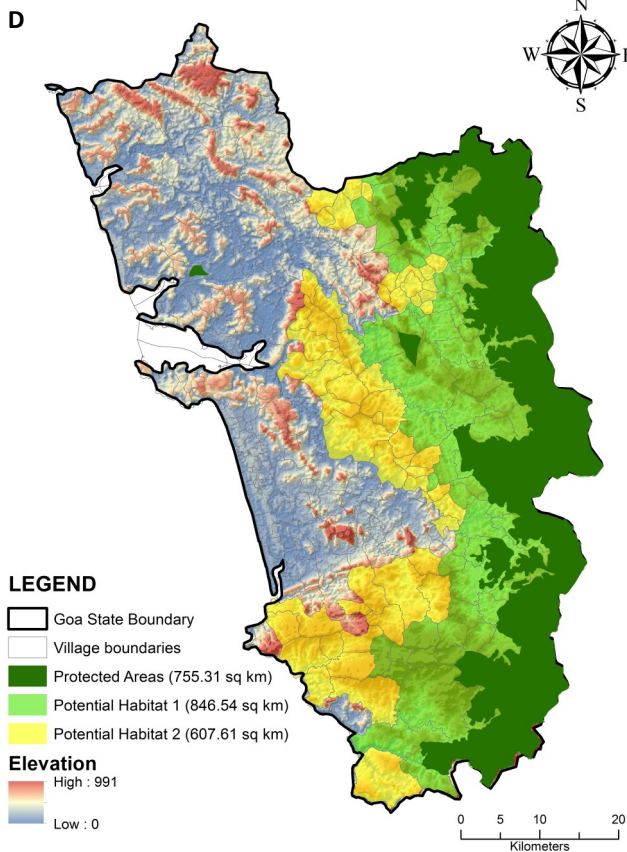 D
N
W
E
S
LEGEND
Goa State Boundary
Village boundaries
Protected Areas (755.31 sq km)
Potential Habitat 1 (846.54 sq km)
Potential Habitat 2 (607.61 sq km)
Elevation
High : 991
Low : 0
0 5 10 20
Kilometers